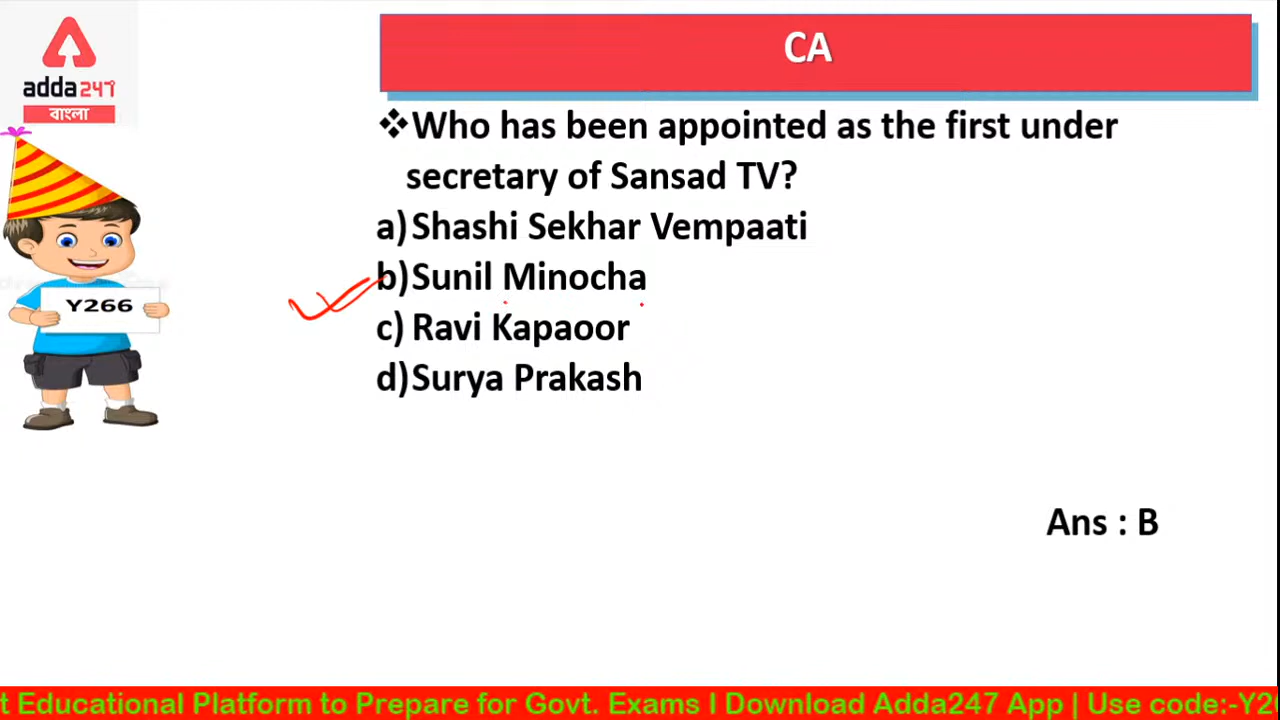 CA
adda247
বাংলা
❖Who has been appointed as the first under
secretary of Sansad TV?
a)Shashi Sekhar Vempaati
b)Sunil Minocha
c) Ravi Kapaoor
d)Surya Prakash
Y266
Ans : B
t Educational Platform to Prepare for Govt. Exams I Download Adda247 App | Use code:-Y2